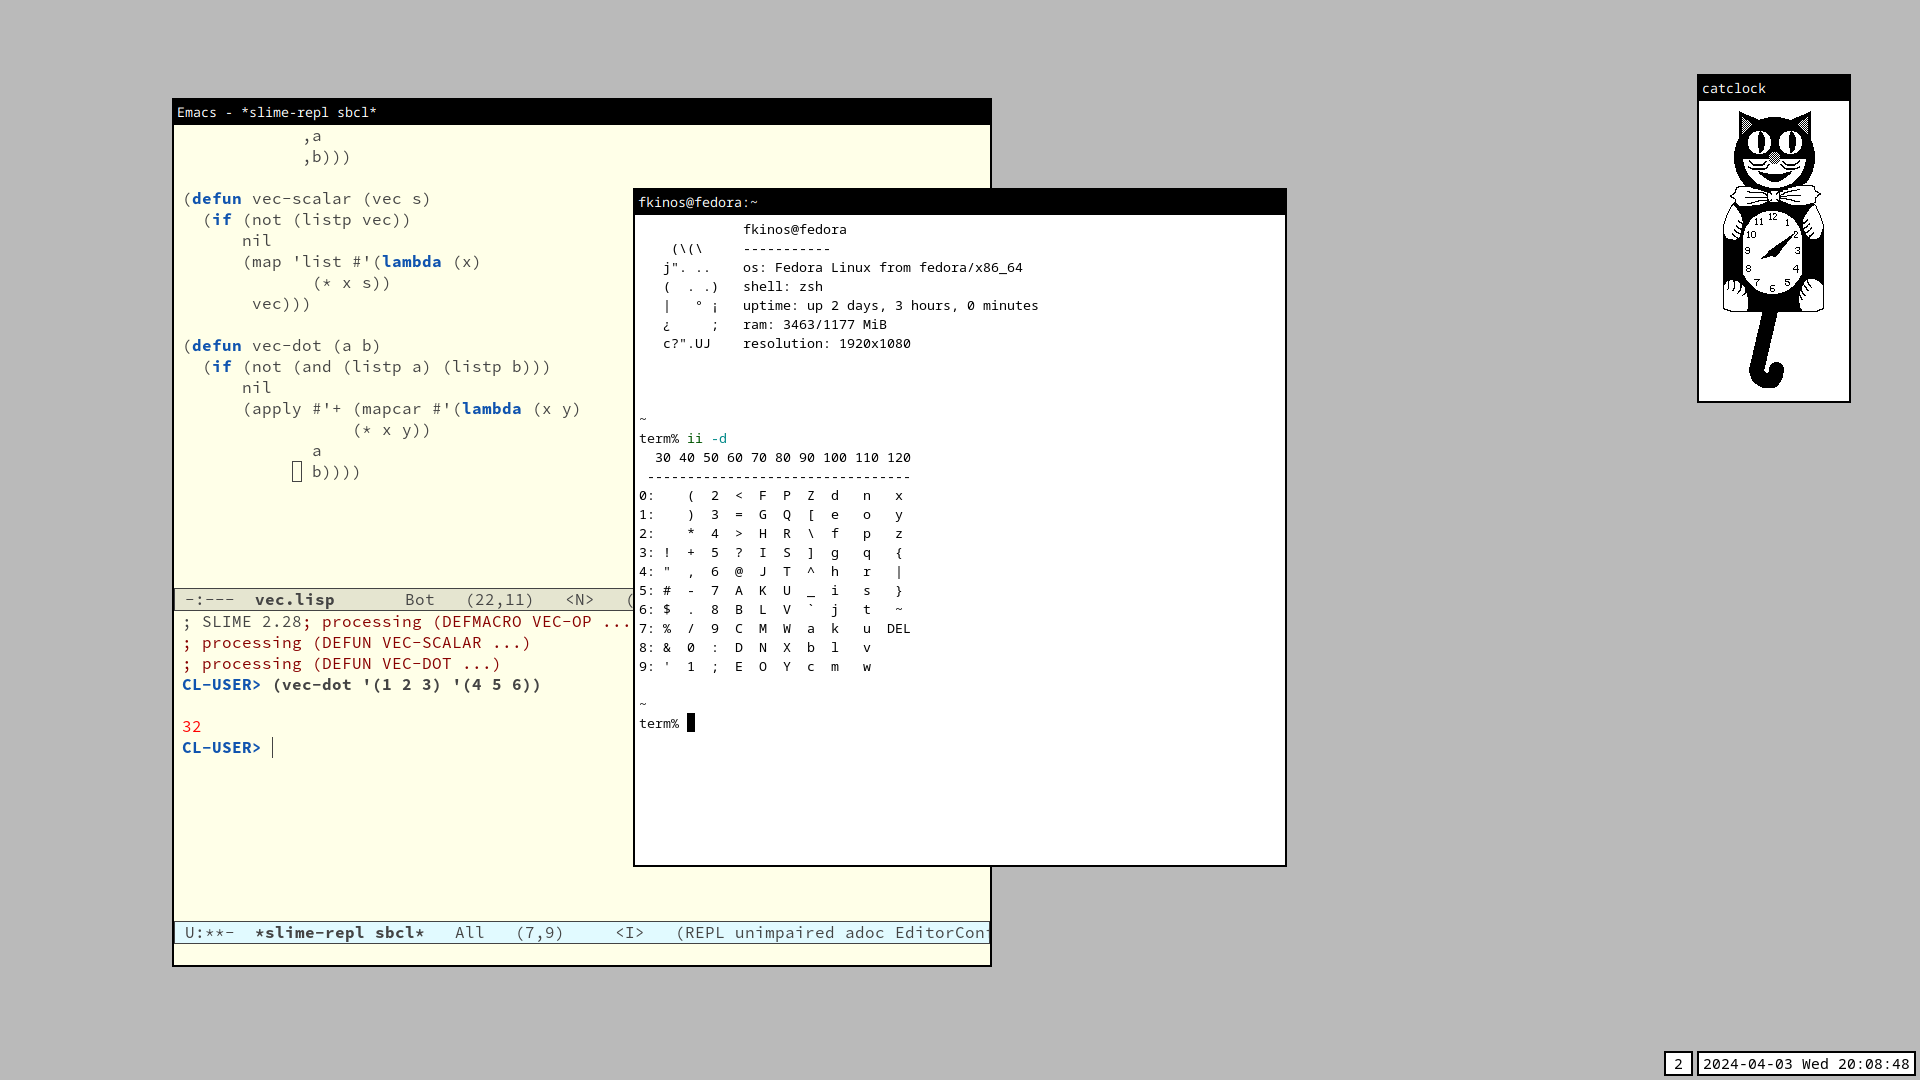 Emacs - *slime-repl sbcl*
,a
,b)))
(defun vec-scalar (vec s)
(if (not (listp vec))
nil
(map 'list #'(lambda (x)
(* x s))
vec)))
(defun vec-dot (a b)
(if (not (and (listp a) (listp b)))
nil
(apply #'+ (mapcar #'(lambda (x y)
(* x y))
a
b))))
-:---  vec.lisp       Bot   (22,11)   <N>   (
; SLIME 2.28; processing (DEFMACRO VEC-OP ...
; processing (DEFUN VEC-SCALAR ...)
; processing (DEFUN VEC-DOT ...)
CL-USER> (vec-dot '(1 2 3) '(4 5 6))
32
CL-USER>
U:**-  *slime-repl sbcl*   All   (7,9)     <I>   (REPL unimpaired adoc EditorConf
fkinos@fedora:~
fkinos@fedora
(\(\     -----------
j". ..    os: Fedora Linux from fedora/x86_64
(  . .)   shell: zsh
|   ° ¡   uptime: up 2 days, 3 hours, 0 minutes
¿     ;   ram: 3463/1177 MiB
c?".UJ    resolution: 1920x1080
~
term% ii -d
30 40 50 60 70 80 90 100 110 120
---------------------------------
0:    (  2  <  F  P  Z  d   n   x
1:    )  3  =  G  Q  [  e   o   y
2:    *  4  >  H  R  \  f   p   z
3: !  +  5  ?  I  S  ]  g   q   {
4: "  ,  6  @  J  T  ^  h   r   |
5: #  -  7  A  K  U  _  i   s   }
6: $  .  8  B  L  V  `  j   t   ~
7: %  /  9  C  M  W  a  k   u  DEL
8: &  0  :  D  N  X  b  l   v
9: '  1  ;  E  O  Y  c  m   w
~
term%
catclock
12
11 1
10 2
9 3
8 4
7 5
6
2
2024-04-03 Wed 20:08:48